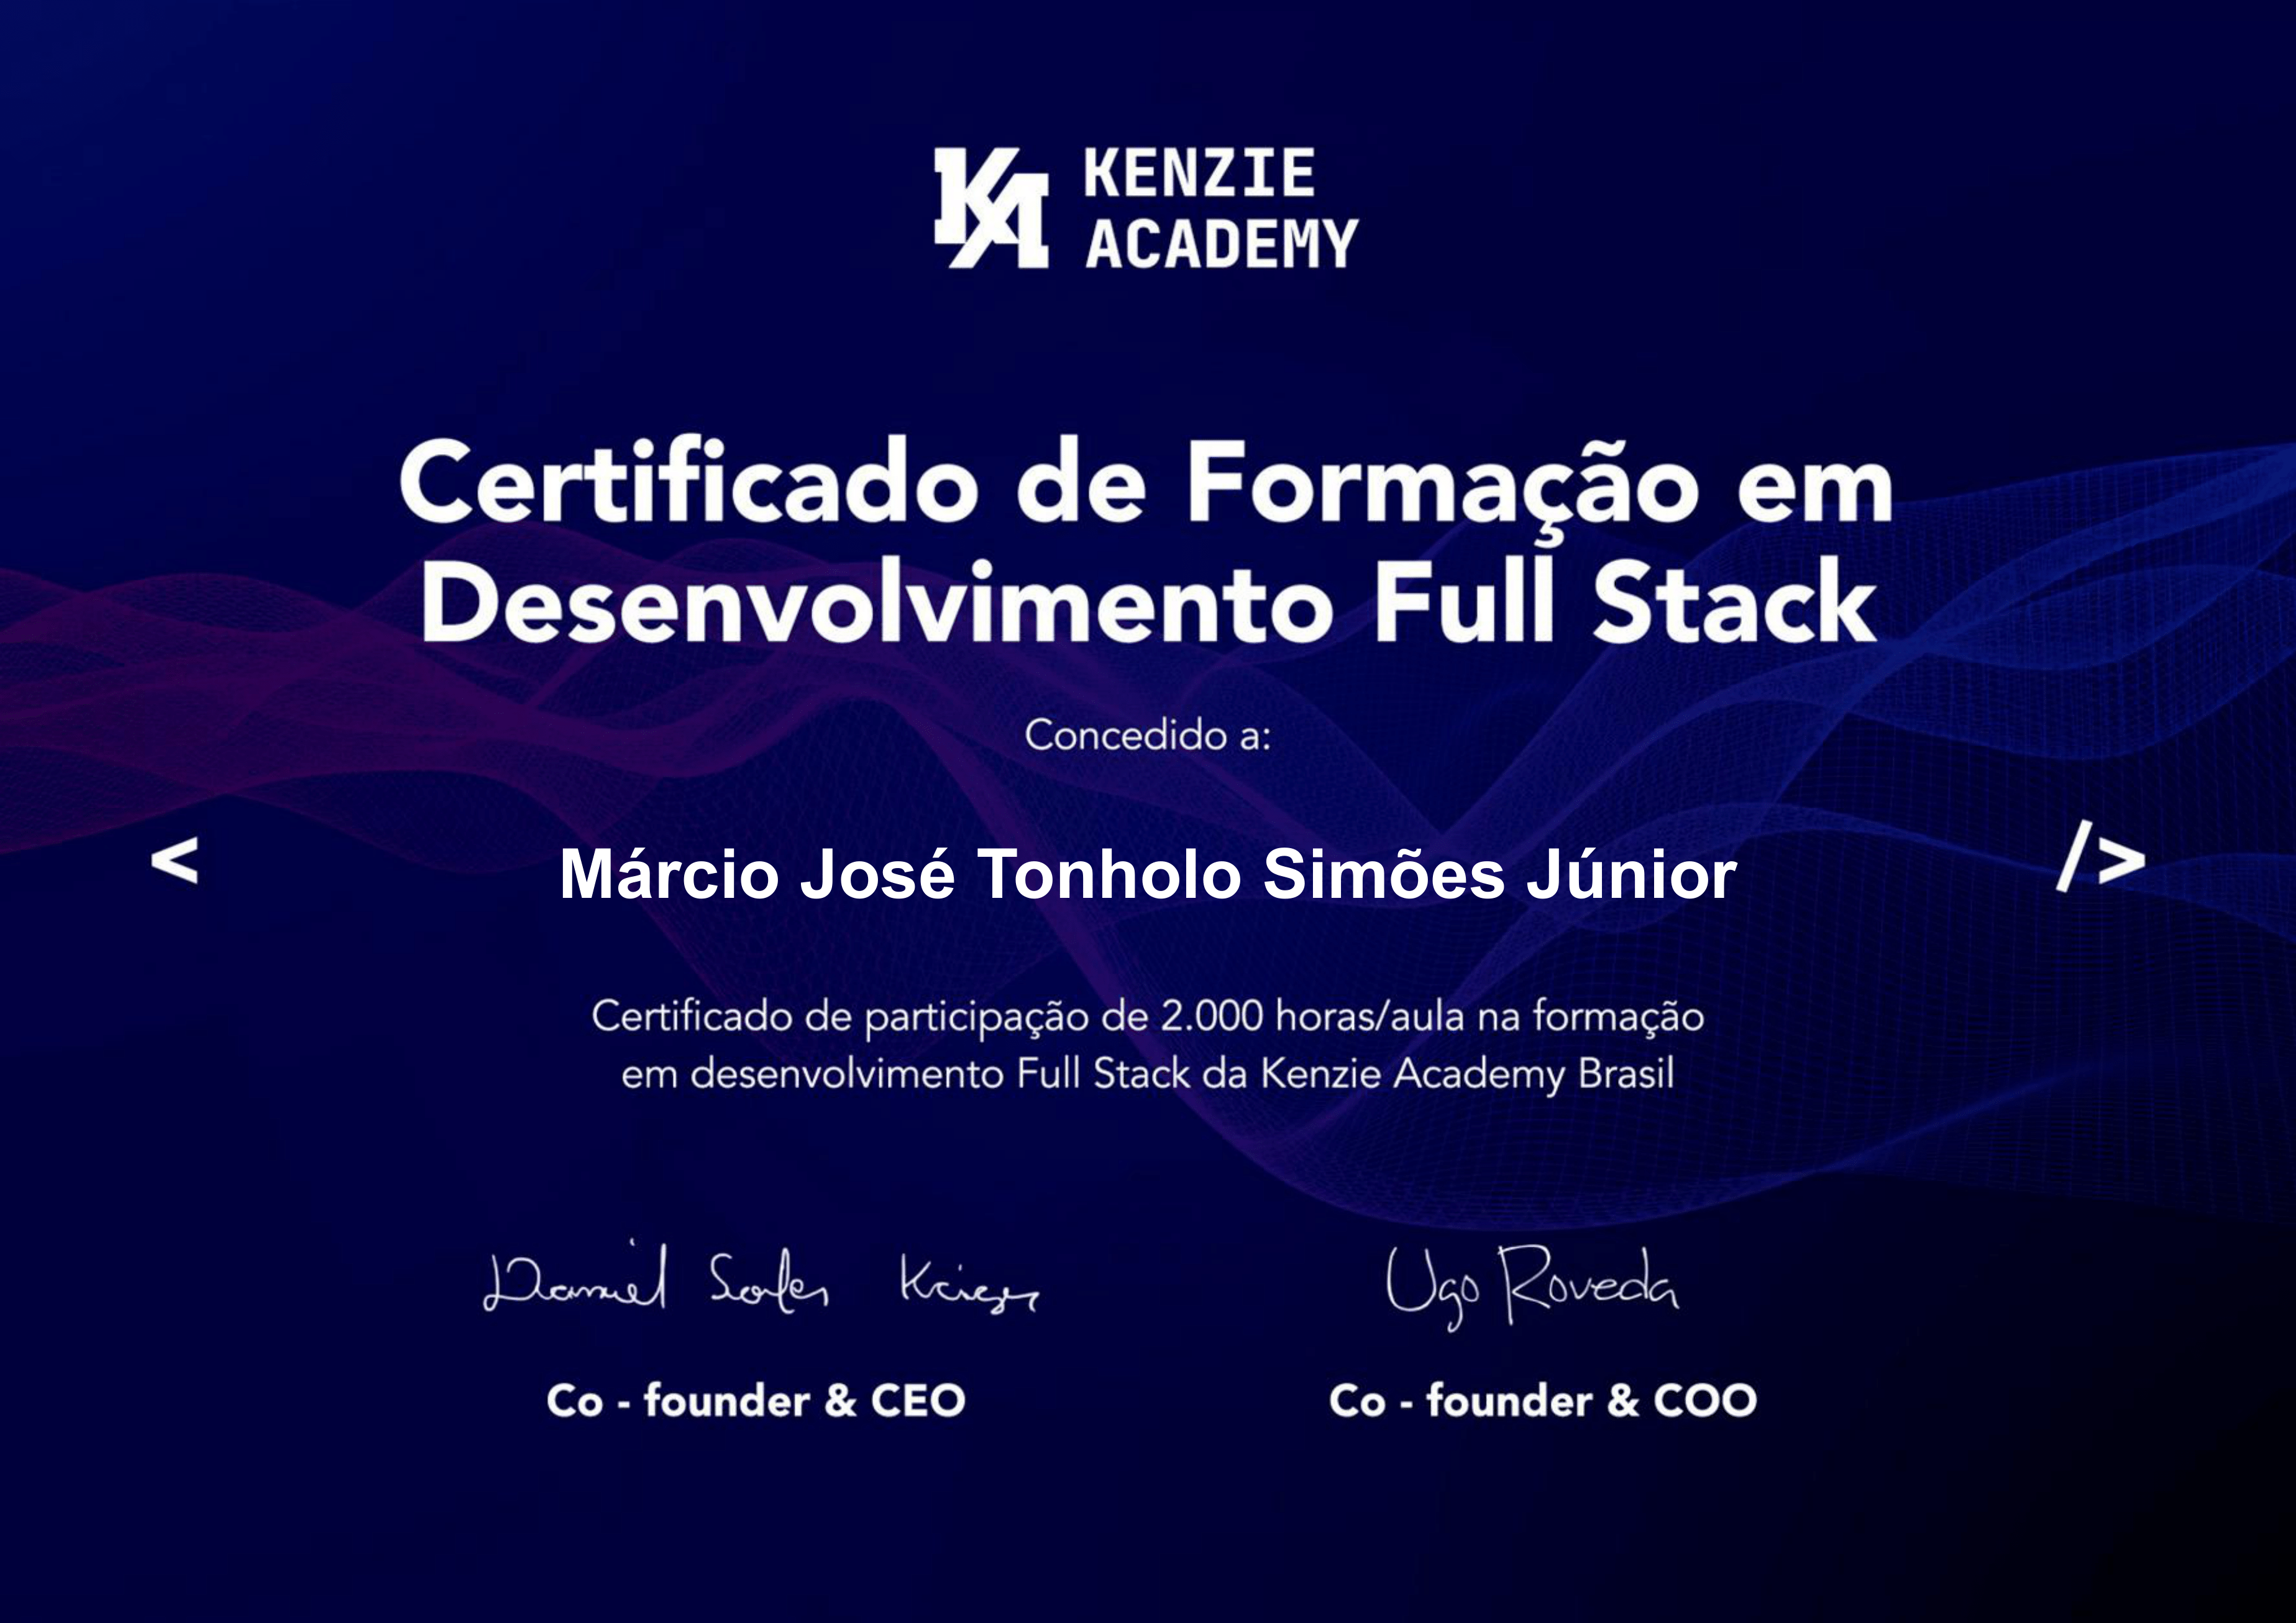 KA KENZIE
ACADEMY
Certificado de Formação em
Desenvolvimento Full Stack
Concedido a:
< Márcio José Tonholo Simões Júnior />
Certificado de participação de 2.000 horas/aula na formação
em desenvolvimento Full Stack da Kenzie Academy Brasil
Daniel Sales Krieger Ugo Roveda
Co - founder & CEO Co - founder & COO